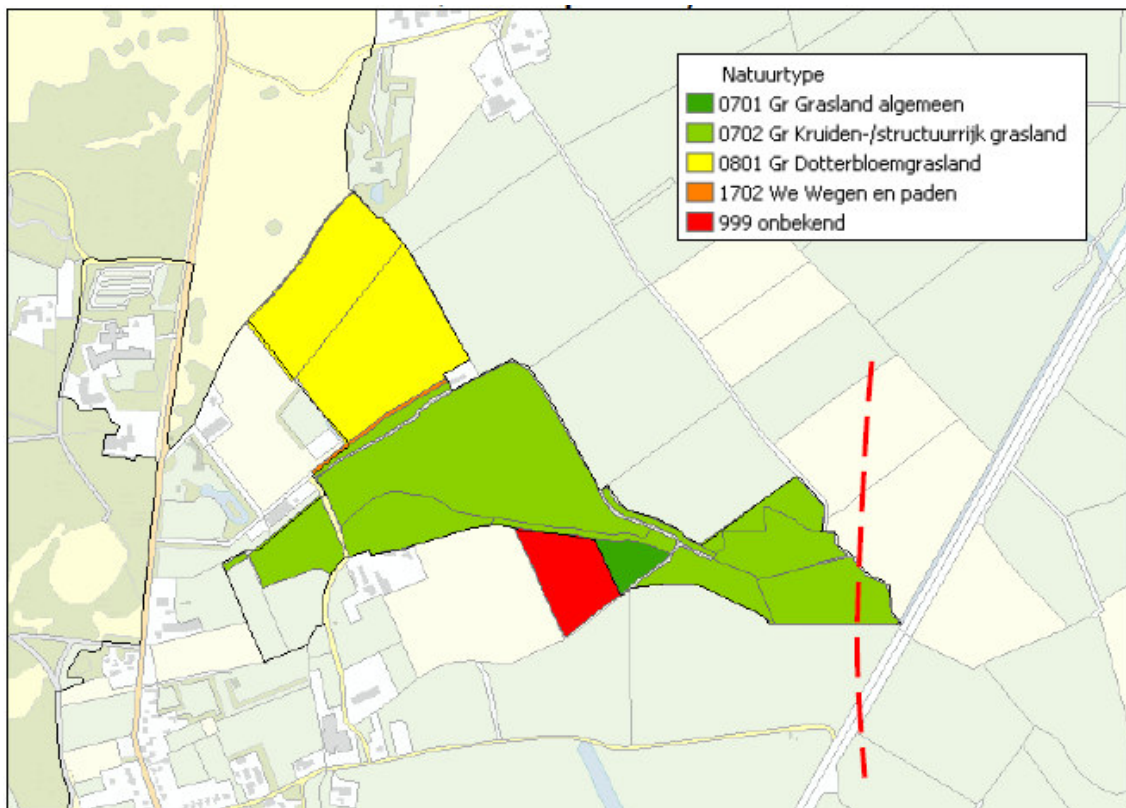 Natuurtype
0701 Gr Grasland algemeen
0702 Gr Kruiden-/structuurrijk grasland
0801 Gr Dotterbloemgrasland
1702 We Wegen en paden
999 onbekend